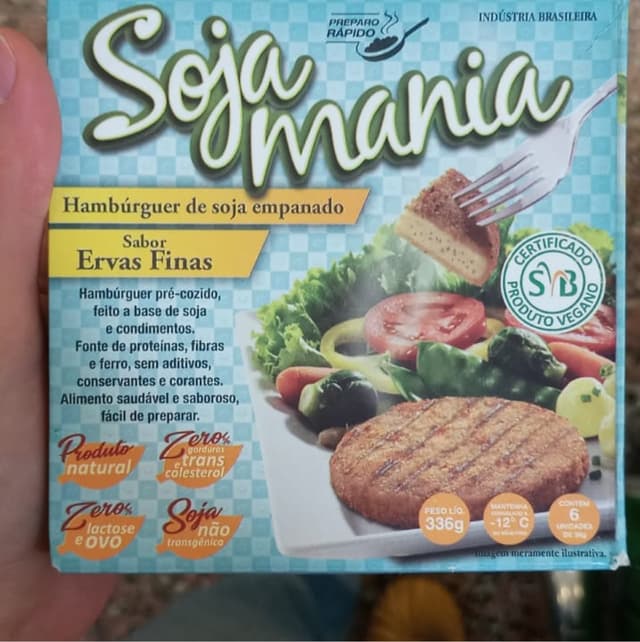 INDÚSTRIA BRASILEIRA
PREPARO
RÁPIDO
Soja
mania
Hambúrguer de soja empanado
Sabor
Ervas Finas
Hambúrguer pré-cozido,
feito a base de soja
e condimentos.
Fonte de proteínas, fibras
e ferro, sem aditivos,
conservantes e corantes.
Alimento saudável e saboroso,
fácil de preparar.
CERTIFICADO
SVB
PRODUTO VEGANO
Produto
natural
Zero%
gorduras
trans
e colesterol
Zero%
lactose
e ovo
Soja
não
transgênica
PESO LÍQ.
336g
MANTENHA
-12° C
CONTÉM
6
UNIDADES
imagem meramente ilustrativa.